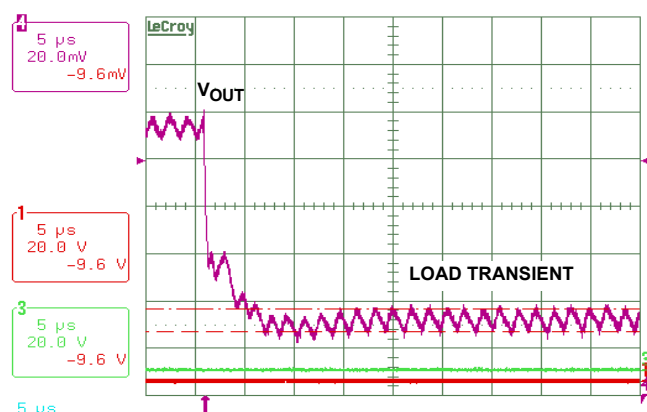 4
5 µs
20.0mV
-9.6mV
LeCroy
VOUT
1
5 µs
20.0 V
-9.6 V
LOAD TRANSIENT
3
5 µs
20.0 V
-9.6 V
5 µs